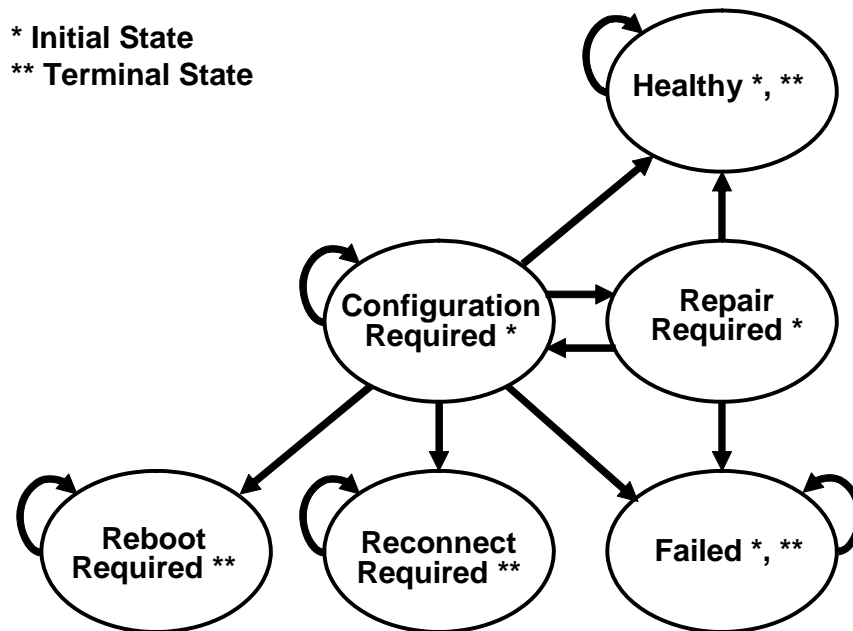 * Initial State
** Terminal State
Healthy *, **
Configuration
Required *
Repair
Required *
Reboot
Required **
Reconnect
Required **
Failed *, **